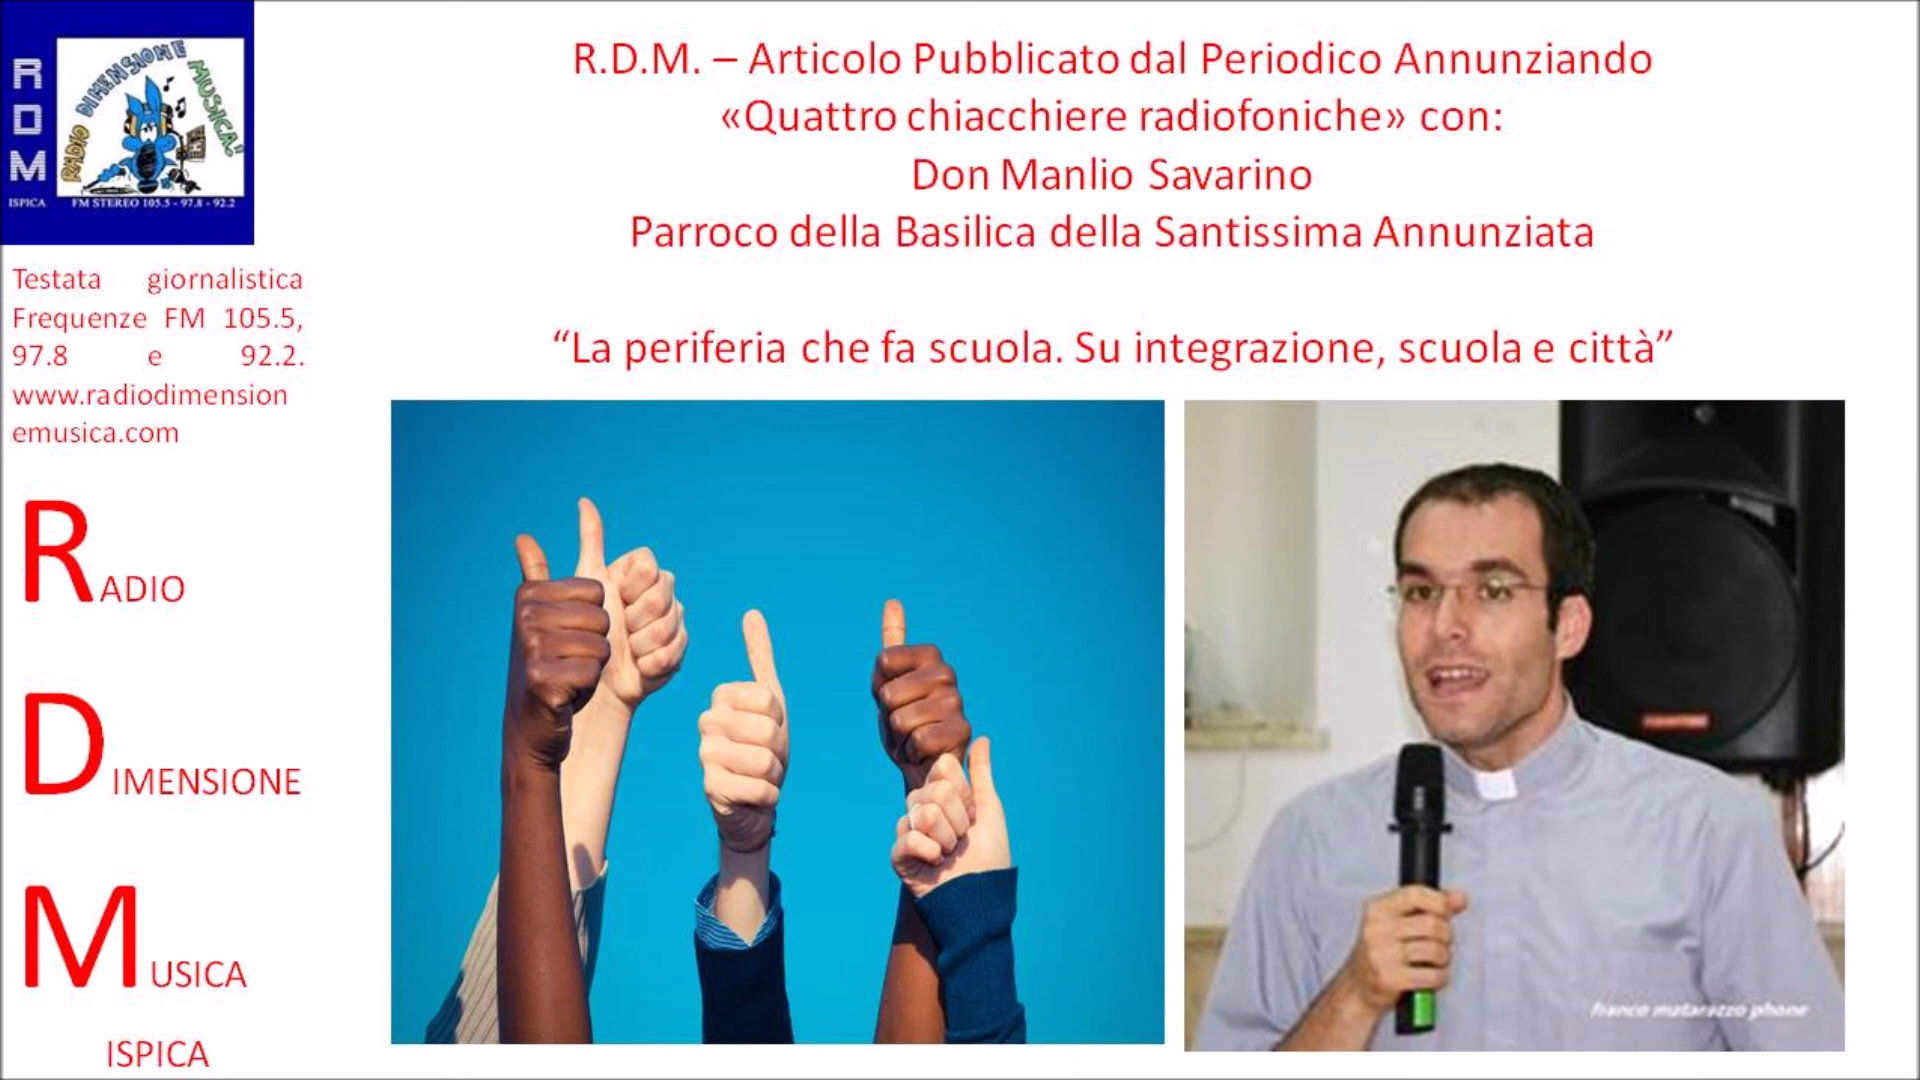 R
D
M
ISPICA
RADIO DIMENSIONE MUSICA!
FM STEREO 105.5 - 97.8 - 92.2
R.D.M. – Articolo Pubblicato dal Periodico Annunziando
«Quattro chiacchiere radiofoniche» con:
Don Manlio Savarino
Parroco della Basilica della Santissima Annunziata
“La periferia che fa scuola. Su integrazione, scuola e città”
Testata giornalistica
Frequenze FM 105.5,
97.8 e 92.2.
www.radiodimension
emusica.com
RADIO
DIMENSIONE
MUSICA
ISPICA
franco matarazzo phone